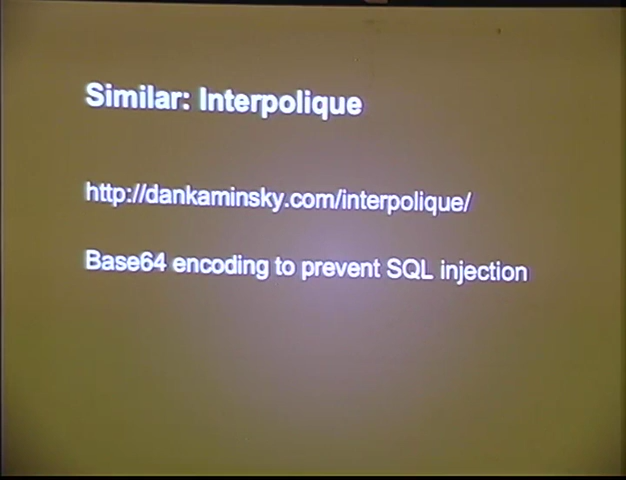 Similar: Interpolique
http://dankaminsky.com/interpolique/
Base64 encoding to prevent SQL injection